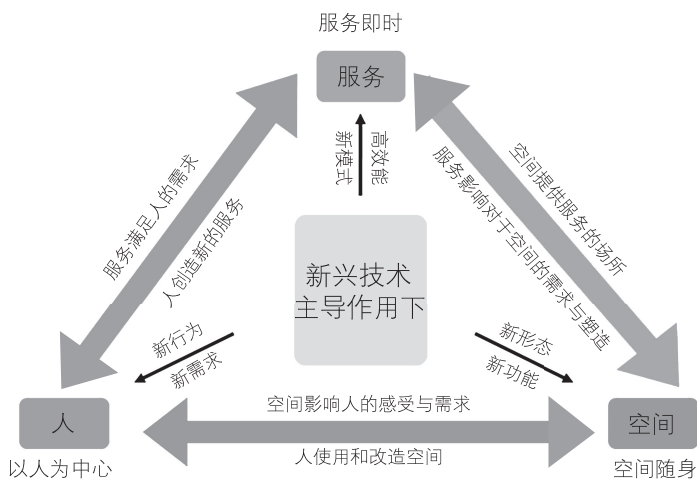 服务即时
服务
新模式
高效能
服务满足人的需求
人创造新的服务
空间提供服务的场所
服务影响对于空间的需求与塑造
新兴技术
主导作用下
新行为
新需求
新形态
新功能
空间影响人的感受与需求
人使用和改造空间
人
以人为中心
空间
空间随身